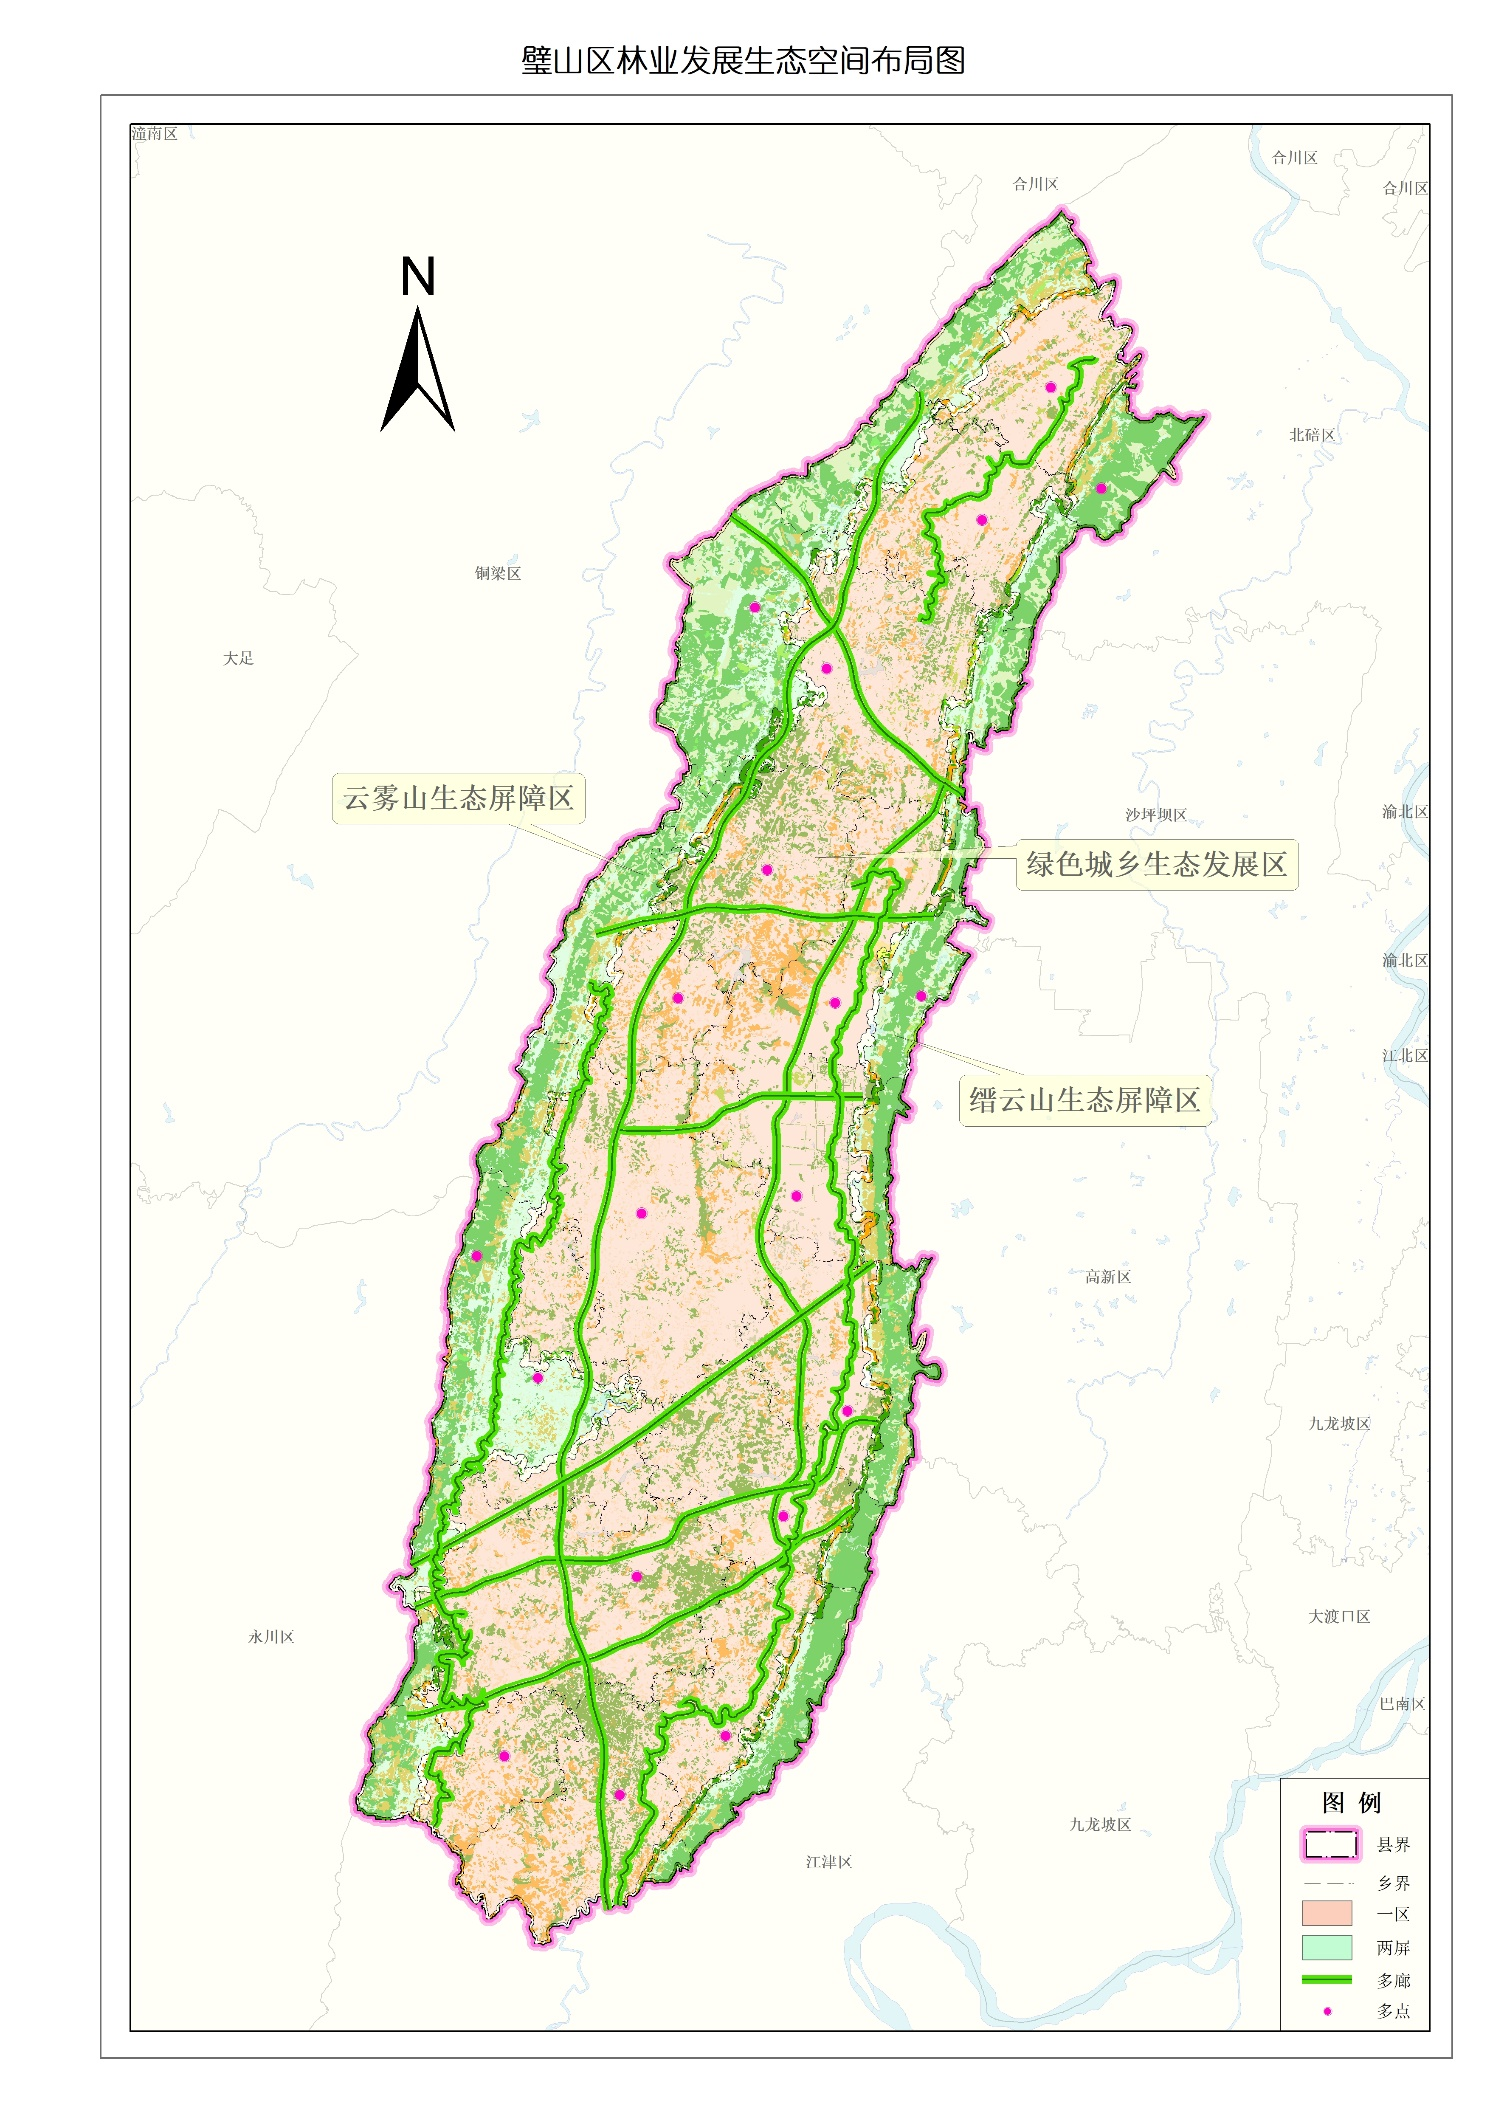 璧山区林业发展生态空间布局图
潼南区
合川区
合川区
合川区
N
北碚区
铜梁区
大足
云雾山生态屏障区
沙坪坝区
渝北区
绿色城乡生态发展区
渝北区
江北区
缙云山生态屏障区
高新区
九龙坡区
大渡口区
永川区
巴南区
图例
九龙坡区
县界
江津区
乡界
一区
两屏
多廊
多点